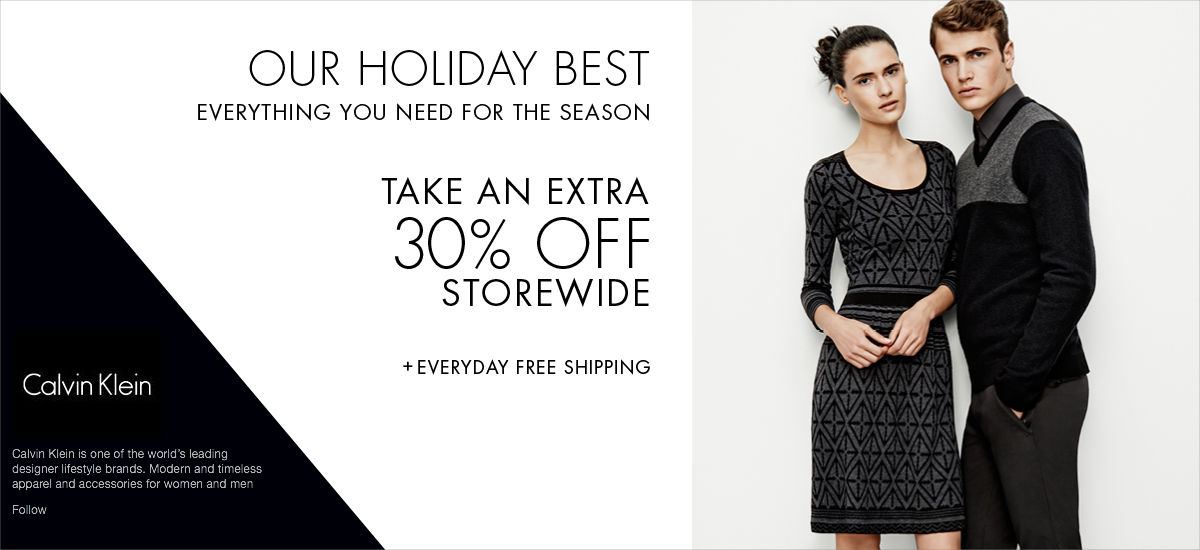 OUR HOLIDAY BEST
EVERYTHING YOU NEED FOR THE SEASON
TAKE AN EXTRA
30% OFF
STOREWIDE
+ EVERYDAY FREE SHIPPING
Calvin Klein
Calvin Klein is one of the world's leading
designer lifestyle brands. Modern and timeless
apparel and accessories for women and men
Follow